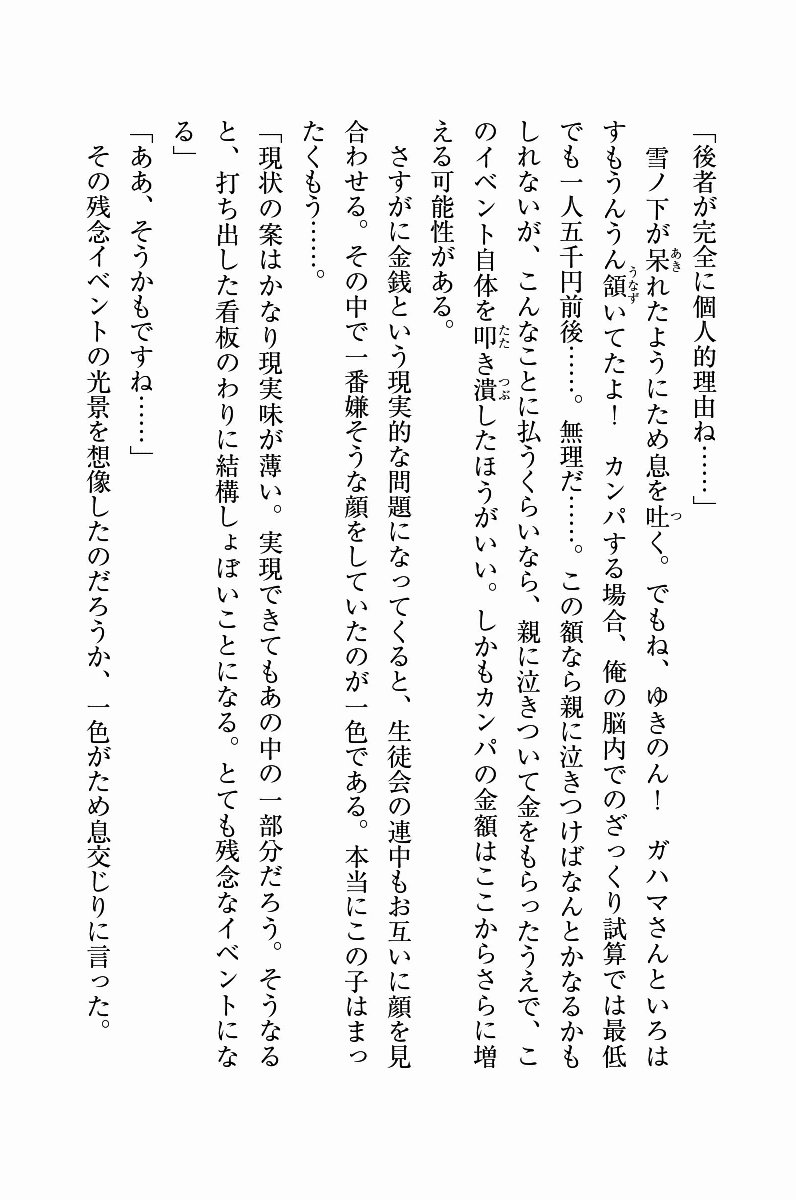 「後者が完全に個人的理由ね……」
　雪ノ下が呆れたようにため息を吐く。でもね、ゆきのん！　ガハマさんといろは
すもうんうん頷いてたよ！　カンパする場合、俺の脳内でのざっくり試算では最低
でも一人五千円前後……。無理だ……。この額なら親に泣きつけばなんとかなるかも
しれないが、こんなことに払うくらいなら、親に泣きついて金をもらったうえで、こ
のイベント自体を叩き潰したほうがいい。しかもカンパの金額はここからさらに増
える可能性がある。
　さすがに金銭という現実的な問題になってくると、生徒会の連中もお互いに顔を見
合わせる。その中で一番嫌そうな顔をしていたのが一色である。本当にこの子はまっ
たくもう……。
「現状の案はかなり現実味が薄い。実現できてもあの中の一部分だろう。そうなる
と、打ち出した看板のわりに結構しょぼいことになる。とても残念なイベントにな
る」
「ああ、そうかもですね……」
　その残念イベントの光景を想像したのだろうか、一色がため息交じりに言った。